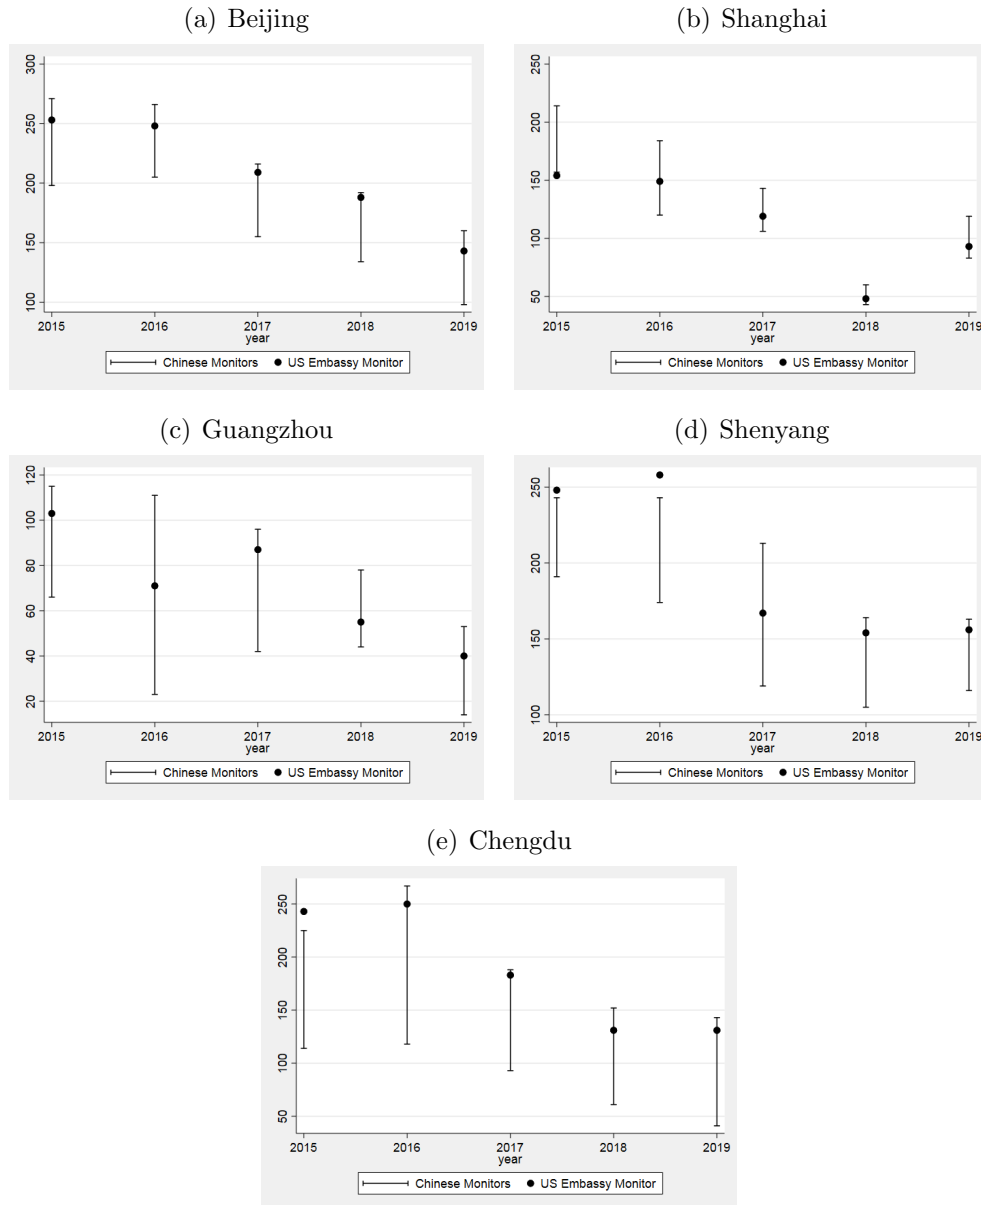 (a) Beijing
300
250
200
150
100
2015 2016 2017 2018 2019
year
Chinese Monitors US Embassy Monitor
(b) Shanghai
250
200
150
100
50
2015 2016 2017 2018 2019
year
Chinese Monitors US Embassy Monitor
(c) Guangzhou
120
100
80
60
40
20
2015 2016 2017 2018 2019
year
Chinese Monitors US Embassy Monitor
(d) Shenyang
250
200
150
100
2015 2016 2017 2018 2019
year
Chinese Monitors US Embassy Monitor
(e) Chengdu
250
200
150
100
50
2015 2016 2017 2018 2019
year
Chinese Monitors US Embassy Monitor